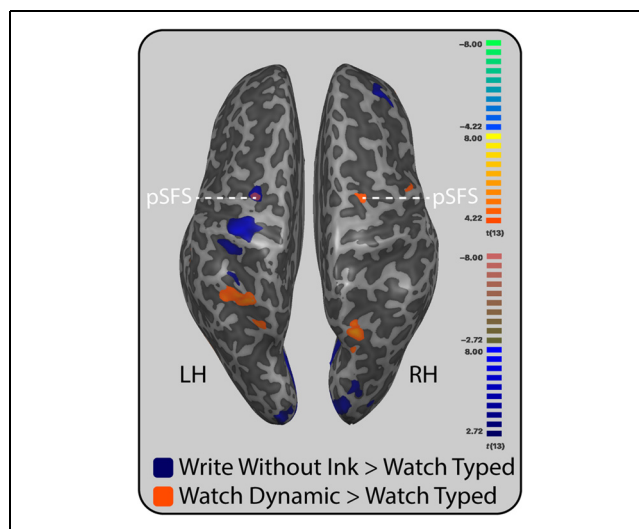 −8.00
−4.22
8.00
pSFS
pSFS
4.22
t(13)
−8.00
−2.72
8.00
LH
RH
2.72
t(13)
Write Without Ink > Watch Typed
Watch Dynamic > Watch Typed